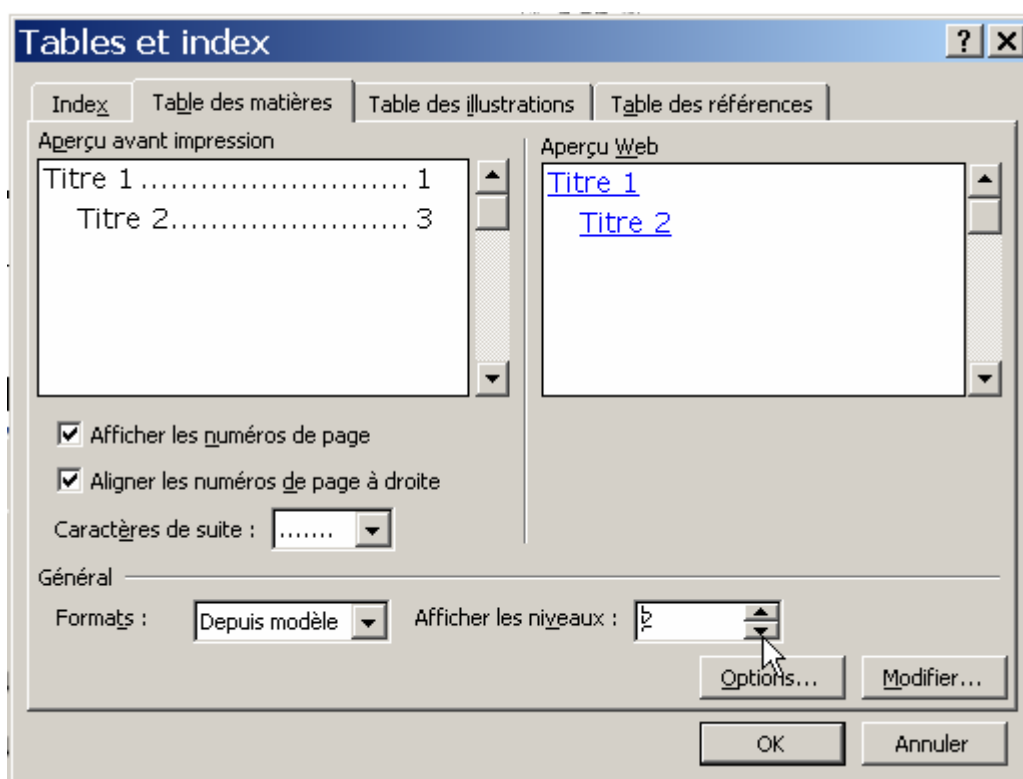 Tables et index
Index Table des matières Table des illustrations Table des références
Aperçu avant impression
Titre 1 ........................... 1
Titre 2........................ 3
Aperçu Web
Titre 1
Titre 2
Afficher les numéros de page
Aligner les numéros de page à droite
Caractères de suite : .......
Général
Formats : Depuis modèle Afficher les niveaux : 2
Options... Modifier...
OK Annuler